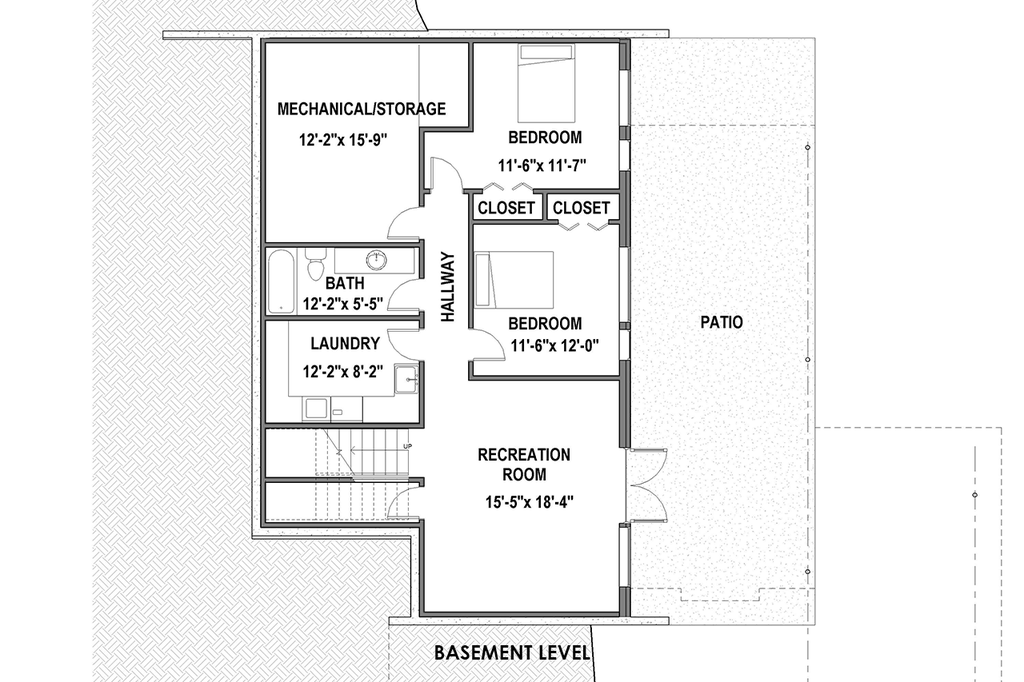 MECHANICAL/STORAGE
12'-2"x 15'-9"
BEDROOM
11'-6"x 11'-7"
CLOSET
CLOSET
HALLWAY
BATH
12'-2"x 5'-5"
BEDROOM
11'-6"x 12'-0"
PATIO
LAUNDRY
12'-2"x 8'-2"
UP
RECREATION
ROOM
15'-5"x 18'-4"
BASEMENT LEVEL